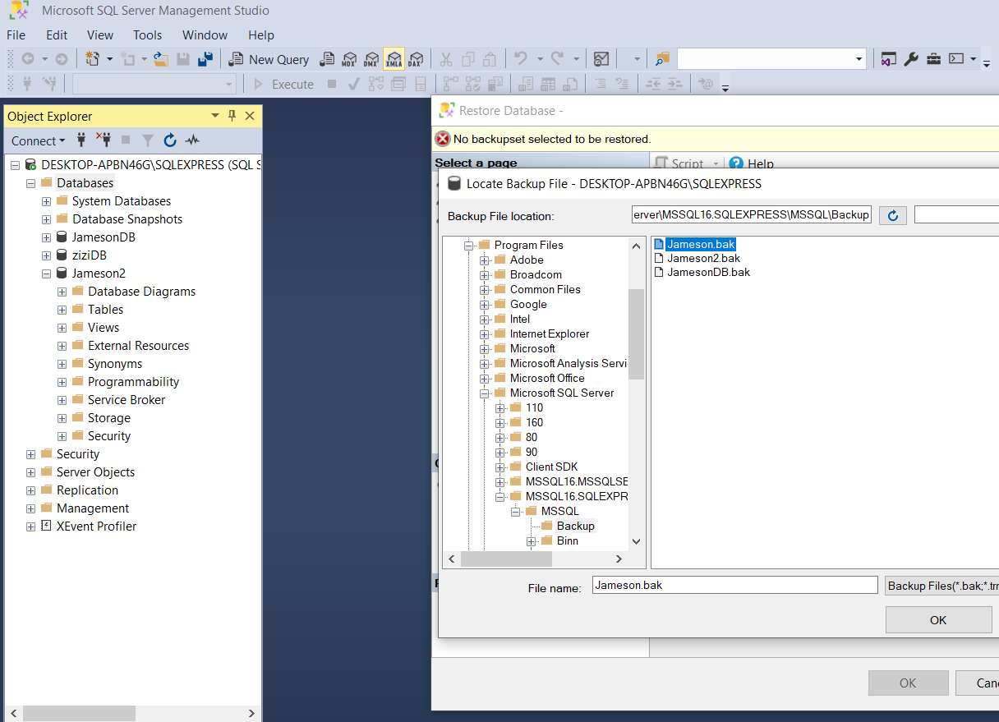 Microsoft SQL Server Management Studio
File Edit View Tools Window Help
New Query MDX DMX XMLA DAX
Execute
Object Explorer
Connect
DESKTOP-APBN46G\SQLEXPRESS (SQL S
Databases
System Databases
Database Snapshots
JamesonDB
ziziDB
Jameson2
Database Diagrams
Tables
Views
External Resources
Synonyms
Programmability
Service Broker
Storage
Security
Security
Server Objects
Replication
Management
XEvent Profiler
Restore Database -
No backupset selected to be restored.
Select a page
Script Help
Locate Backup File - DESKTOP-APBN46G\SQLEXPRESS
Backup File location: erver\MSSQL16.SQLEXPRESS\MSSQL\Backup
Program Files
Adobe
Broadcom
Common Files
Google
Intel
Internet Explorer
Microsoft
Microsoft Analysis Servi
Microsoft Office
Microsoft SQL Server
110
160
80
90
Client SDK
MSSQL16.MSSQLSE
MSSQL16.SQLEXPR
MSSQL
Backup
Binn
Jameson.bak
Jameson2.bak
JamesonDB.bak
File name: Jameson.bak Backup Files(*.bak;*.trn
OK
OK Canc